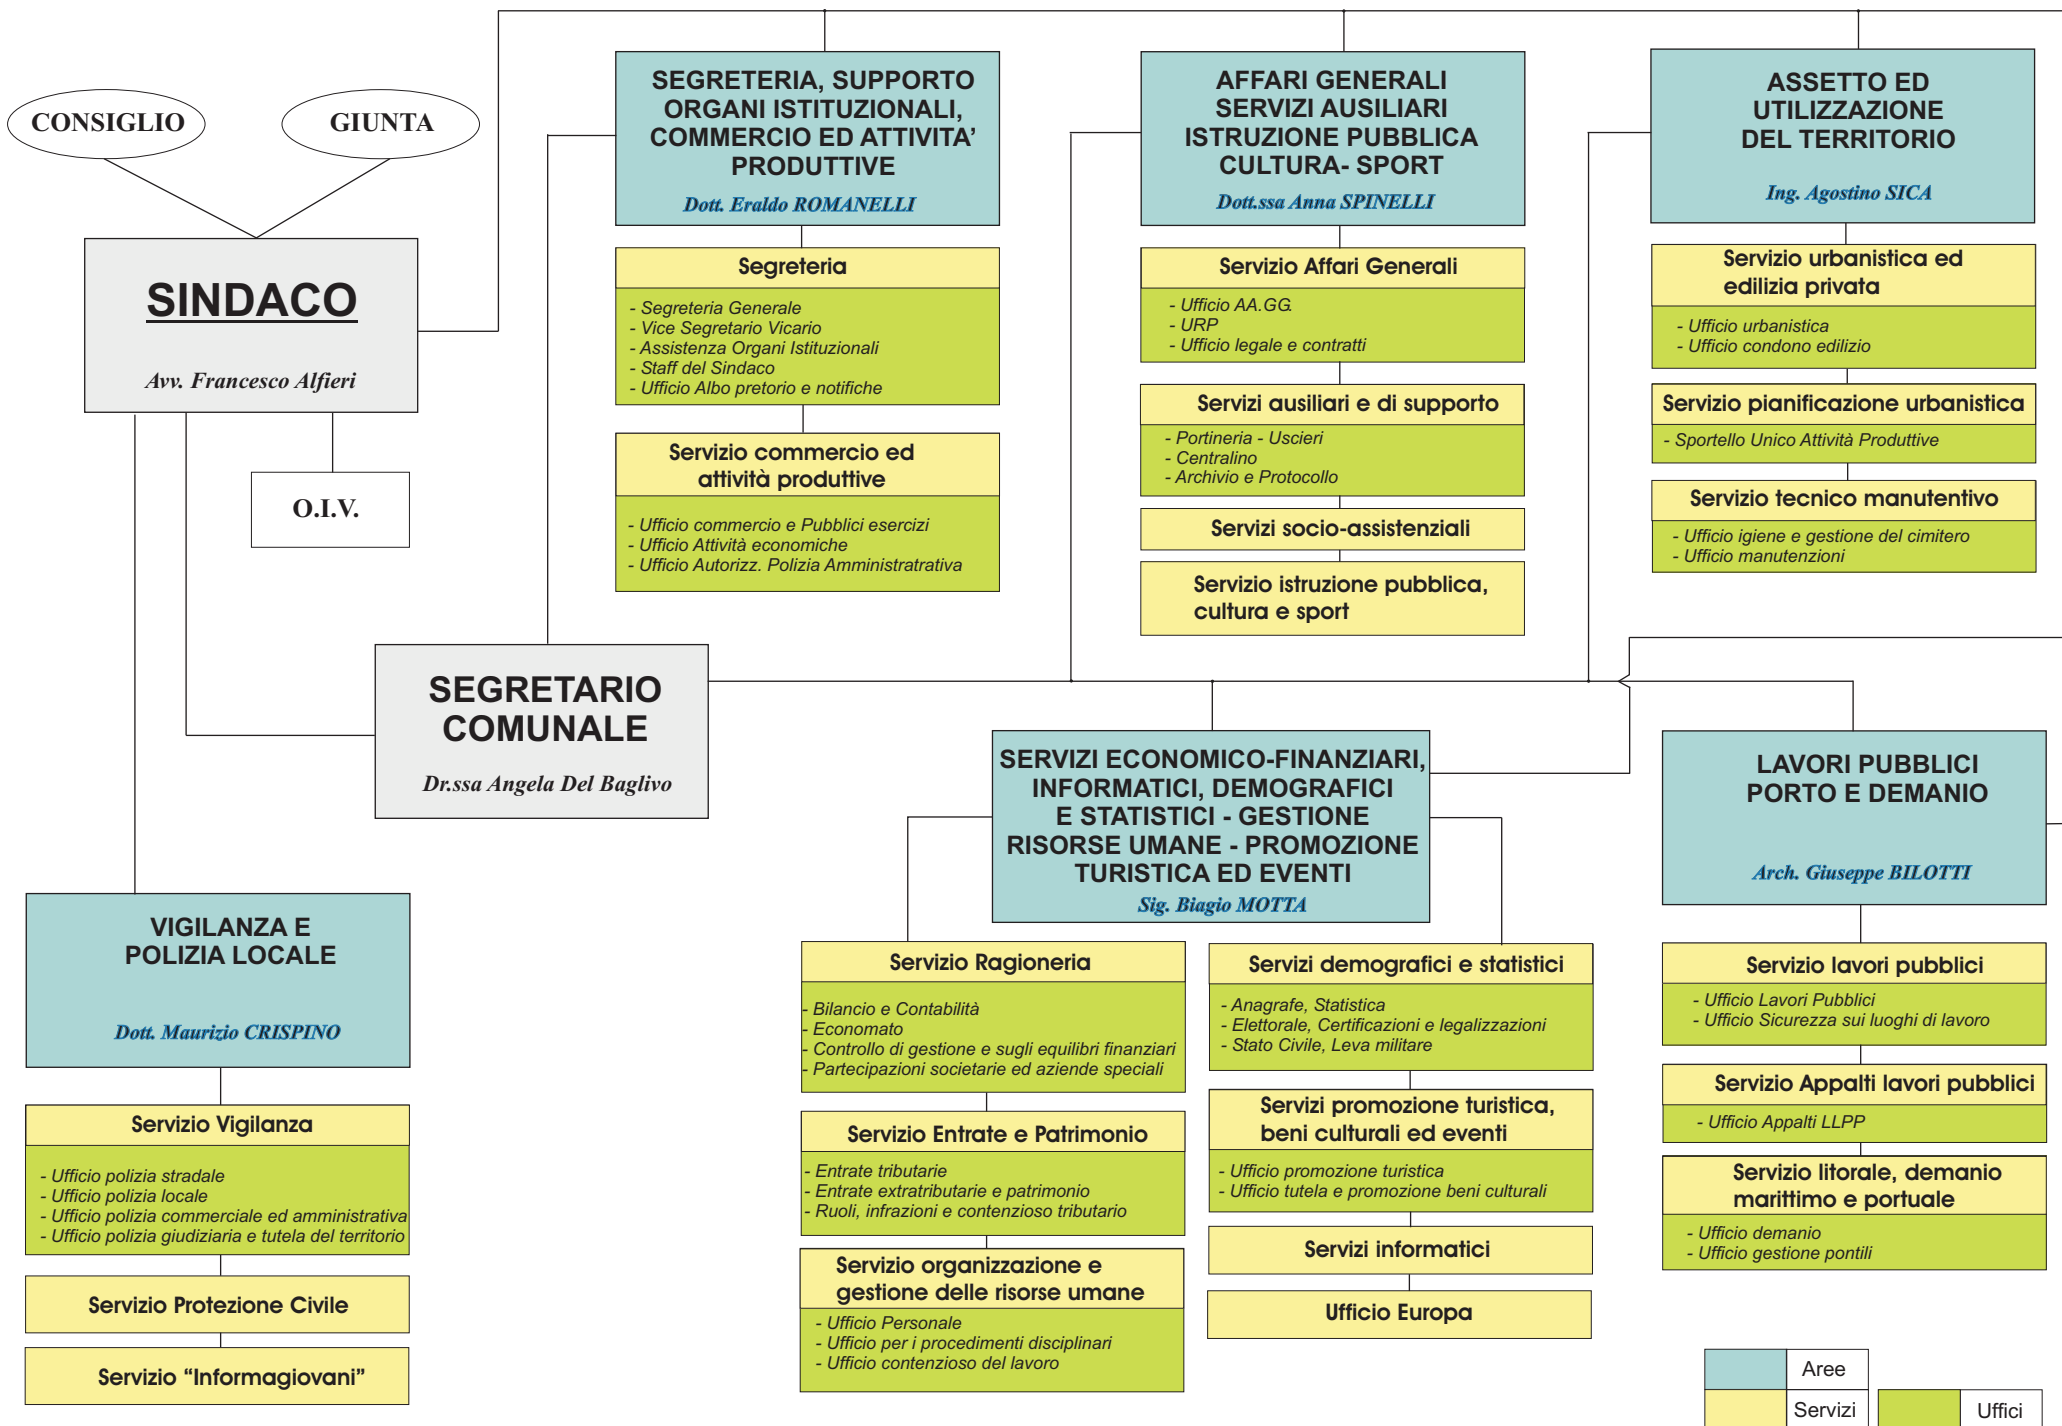 CONSIGLIO
GIUNTA
SINDACO
Avv. Francesco Alfieri
O.I.V.
SEGRETARIO
COMUNALE
Dr.ssa Angela Del Baglivo
SEGRETERIA, SUPPORTO
ORGANI ISTITUZIONALI,
COMMERCIO ED ATTIVITA’
PRODUTTIVE
Dott. Eraldo ROMANELLI
Segreteria
- Segreteria Generale
- Vice Segretario Vicario
- Assistenza Organi Istituzionali
- Staff del Sindaco
- Ufficio Albo pretorio e notifiche
Servizio commercio ed
attività produttive
- Ufficio commercio e Pubblici esercizi
- Ufficio Attività economiche
- Ufficio Autorizz. Polizia Amministratrativa
AFFARI GENERALI
SERVIZI AUSILIARI
ISTRUZIONE PUBBLICA
CULTURA- SPORT
Dott.ssa Anna SPINELLI
Servizio Affari Generali
- Ufficio AA.GG.
- URP
- Ufficio legale e contratti
Servizi ausiliari e di supporto
- Portineria - Uscieri
- Centralino
- Archivio e Protocollo
Servizi socio-assistenziali
Servizio istruzione pubblica,
cultura e sport
ASSETTO ED
UTILIZZAZIONE
DEL TERRITORIO
Ing. Agostino SICA
Servizio urbanistica ed
edilizia privata
- Ufficio urbanistica
- Ufficio condono edilizio
Servizio pianificazione urbanistica
- Sportello Unico Attività Produttive
Servizio tecnico manutentivo
- Ufficio igiene e gestione del cimitero
- Ufficio manutenzioni
VIGILANZA E
POLIZIA LOCALE
Dott. Maurizio CRISPINO
Servizio Vigilanza
- Ufficio polizia stradale
- Ufficio polizia locale
- Ufficio polizia commerciale ed amministrativa
- Ufficio polizia giudiziaria e tutela del territorio
Servizio Protezione Civile
Servizio “Informagiovani”
SERVIZI ECONOMICO-FINANZIARI,
INFORMATICI, DEMOGRAFICI
E STATISTICI - GESTIONE
RISORSE UMANE - PROMOZIONE
TURISTICA ED EVENTI
Sig. Biagio MOTTA
Servizio Ragioneria
- Bilancio e Contabilità
- Economato
- Controllo di gestione e sugli equilibri finanziari
- Partecipazioni societarie ed aziende speciali
Servizio Entrate e Patrimonio
- Entrate tributarie
- Entrate extratributarie e patrimonio
- Ruoli, infrazioni e contenzioso tributario
Servizio organizzazione e
gestione delle risorse umane
- Ufficio Personale
- Ufficio per i procedimenti disciplinari
- Ufficio contenzioso del lavoro
Servizi demografici e statistici
- Anagrafe, Statistica
- Elettorale, Certificazioni e legalizzazioni
- Stato Civile, Leva militare
Servizi promozione turistica,
beni culturali ed eventi
- Ufficio promozione turistica
- Ufficio tutela e promozione beni culturali
Servizi informatici
Ufficio Europa
LAVORI PUBBLICI
PORTO E DEMANIO
Arch. Giuseppe BILOTTI
Servizio lavori pubblici
- Ufficio Lavori Pubblici
- Ufficio Sicurezza sui luoghi di lavoro
Servizio Appalti lavori pubblici
- Ufficio Appalti LLPP
Servizio litorale, demanio
marittimo e portuale
- Ufficio demanio
- Ufficio gestione pontili
Aree
Servizi
Uffici